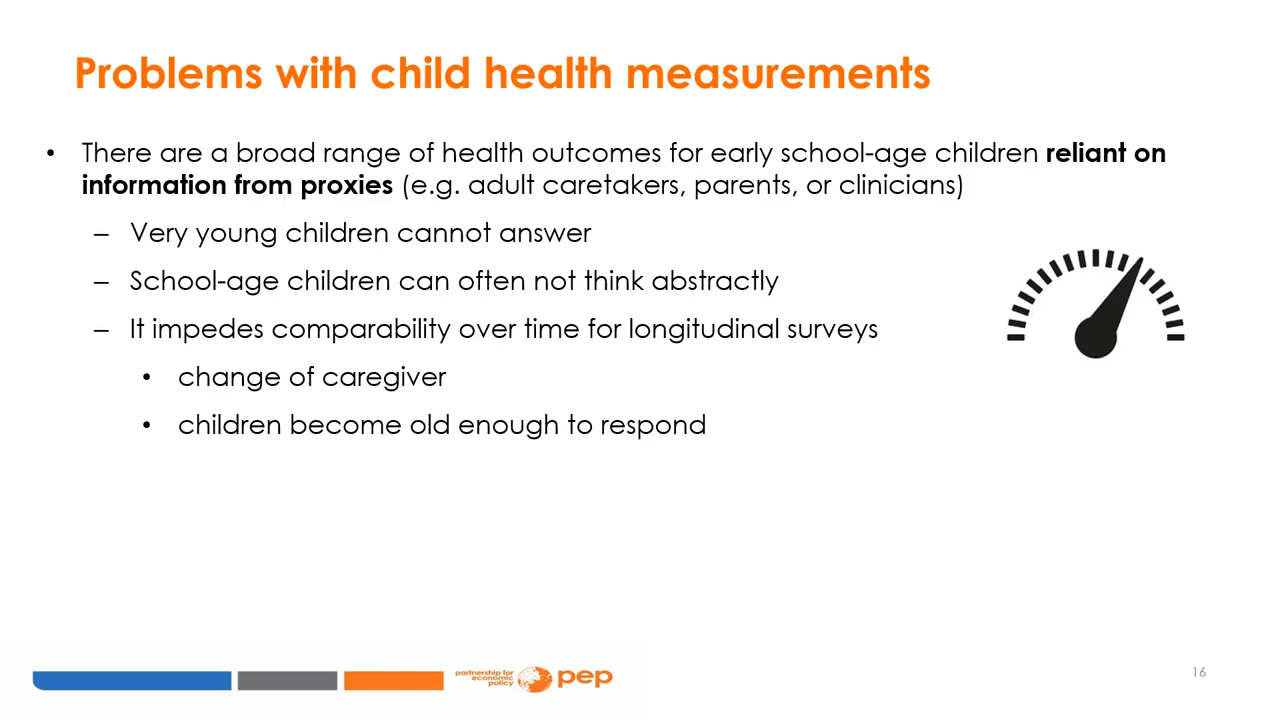 Problems with child health measurements
• There are a broad range of health outcomes for early school-age children reliant on
information from proxies (e.g. adult caretakers, parents, or clinicians)
– Very young children cannot answer
– School-age children can often not think abstractly
– It impedes comparability over time for longitudinal surveys
• change of caregiver
• children become old enough to respond
partnership for
economic
policy
pep
16